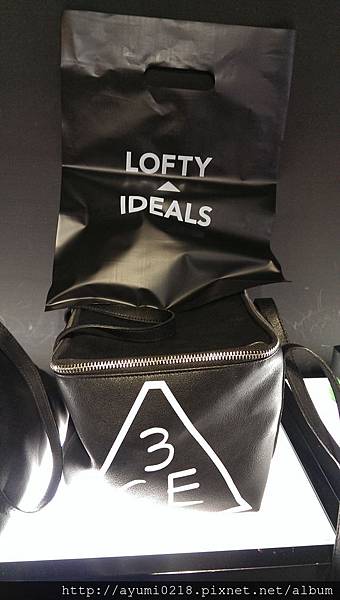 LOFTY
IDEALS
3
CE
http://ayumi0218.pixnet.net/album